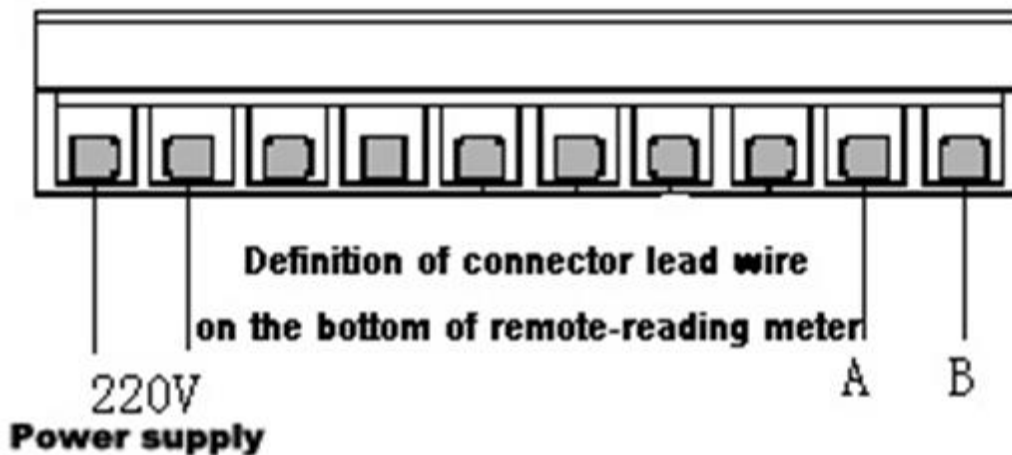 Definition of connector lead wire
on the bottom of remote-reading meter
220V
A
B
Power supply